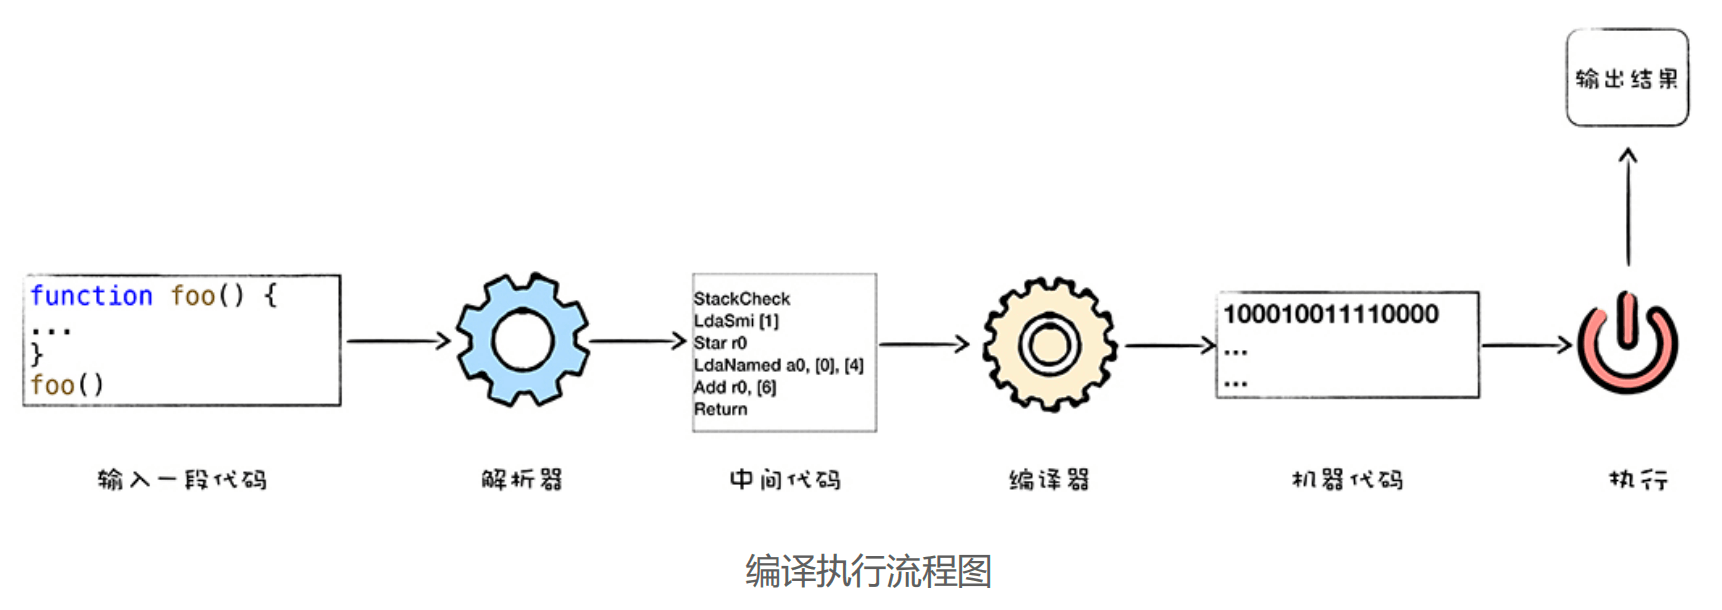 输出结果
function foo() {
...
}
foo()
StackCheck
LdaSmi [1]
Star r0
LdaNamed a0, [0], [4]
Add r0, [6]
Return
100010011110000
...
...
输入一段代码
解析器
中间代码
编译器
机器代码
执行
编译执行流程图